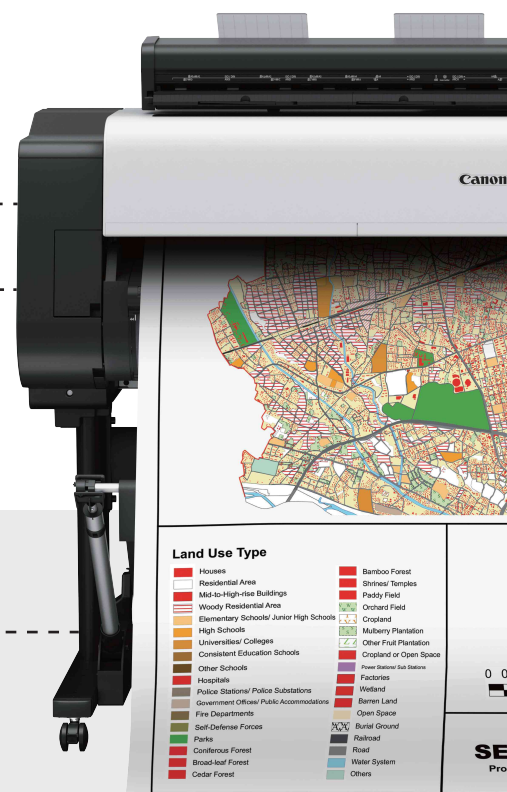 Canon
Land Use Type
Houses
Residential Area
Mid-to-High-rise Buildings
Woody Residential Area
Elementary Schools/ Junior High Schools
High Schools
Universities/ Colleges
Consistent Education Schools
Other Schools
Hospitals
Police Stations/ Police Substations
Government Offices/ Public Accommodations
Fire Departments
Self-Defense Forces
Parks
Coniferous Forest
Broad-leaf Forest
Cedar Forest
Bamboo Forest
Shrines/ Temples
Paddy Field
Orchard Field
Cropland
Mulberry Plantation
Other Fruit Plantation
Cropland or Open Space
Power Stations/ Sub Stations
Factories
Wetland
Barren Land
Open Space
Burial Ground
Railroad
Road
Water System
Others
0 0
SE
Pro